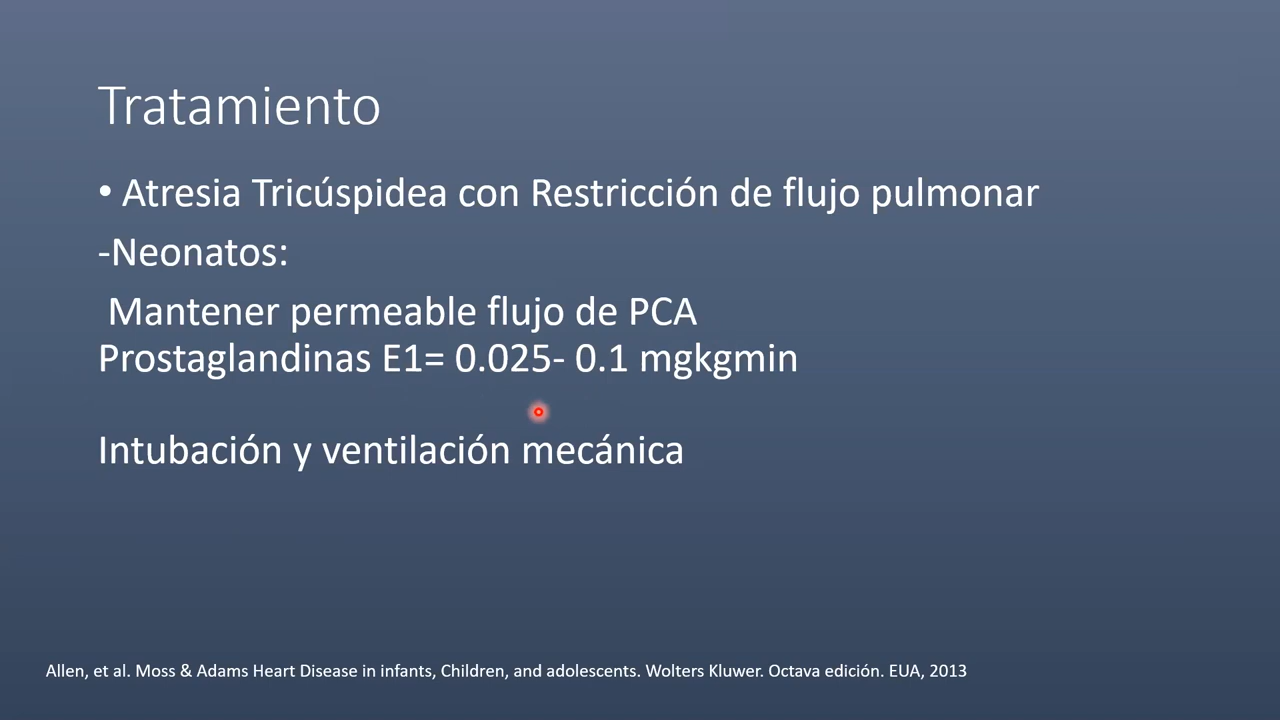 Tratamiento
• Atresia Tricúspidea con Restricción de flujo pulmonar
-Neonatos:
Mantener permeable flujo de PCA
Prostaglandinas E1= 0.025- 0.1 mgkgmin
Intubación y ventilación mecánica
Allen, et al. Moss & Adams Heart Disease in infants, Children, and adolescents. Wolters Kluwer. Octava edición. EUA, 2013